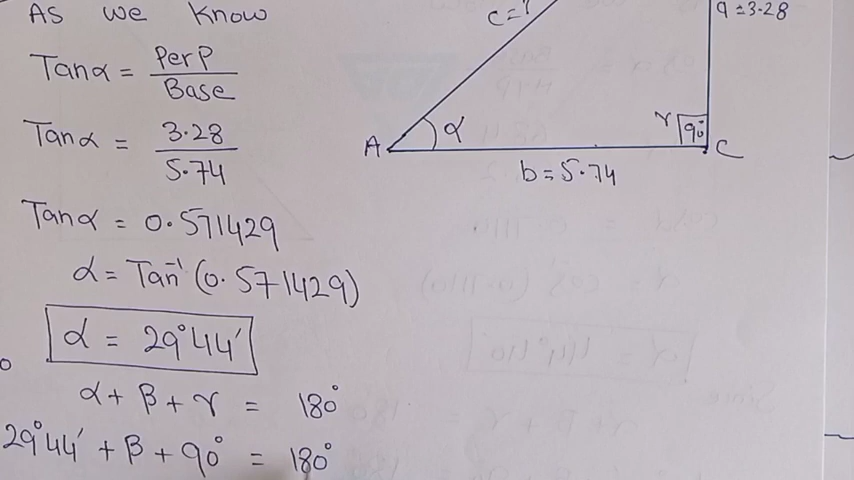 As we know
Tanα = PerP / Base
Tanα = 3.28 / 5.74
Tanα = 0.571429
α = Tan⁻¹(0.571429)
α = 29°44′
α + β + γ = 180°
29°44′ + β + 90° = 180°
c=?
a=3.28
A α γ 90° C
b=5.74